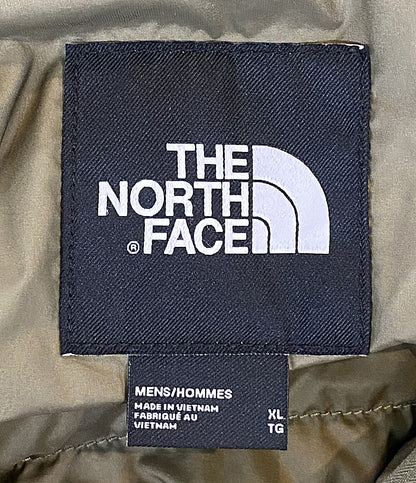 THE
NORTH
® FACE
MENS/HOMMES
MADE IN VIETNAM XL
FABRIQUÉ AU TG
VIETNAM